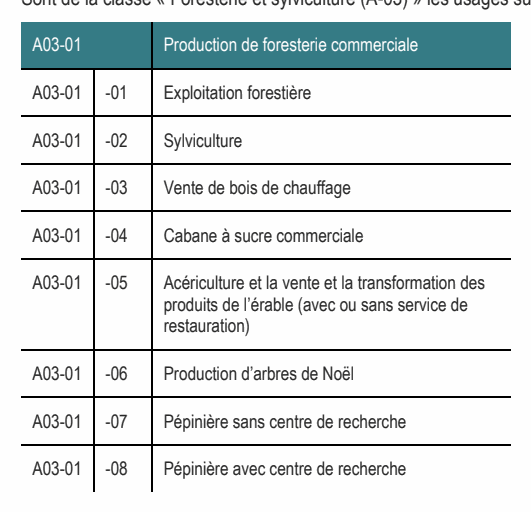 Sont de la classe « Foresterie et sylviculture (A-03) » les usages su
A03-01 Production de foresterie commerciale
A03-01 -01 Exploitation forestière
A03-01 -02 Sylviculture
A03-01 -03 Vente de bois de chauffage
A03-01 -04 Cabane à sucre commerciale
A03-01 -05 Acériculture et la vente et la transformation des
produits de l'érable (avec ou sans service de
restauration)
A03-01 -06 Production d'arbres de Noël
A03-01 -07 Pépinière sans centre de recherche
A03-01 -08 Pépinière avec centre de recherche